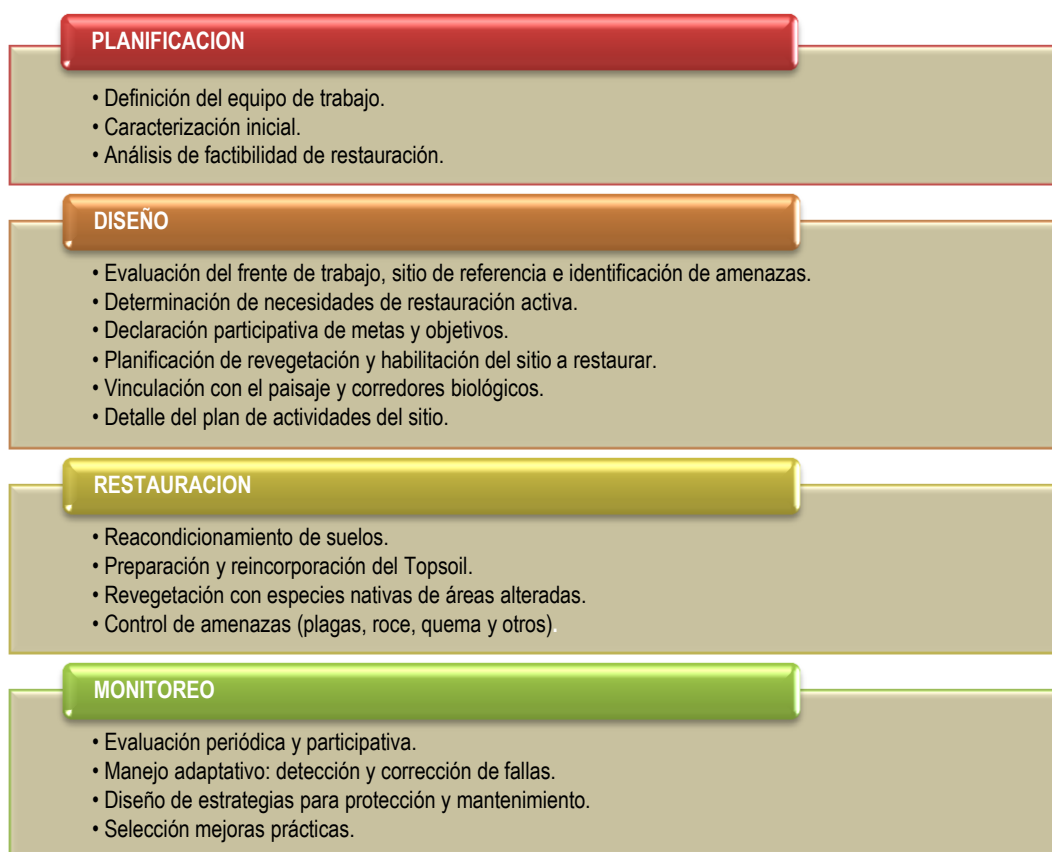 PLANIFICACION
• Definición del equipo de trabajo.
• Caracterización inicial.
• Análisis de factibilidad de restauración.
DISEÑO
• Evaluación del frente de trabajo, sitio de referencia e identificación de amenazas.
• Determinación de necesidades de restauración activa.
• Declaración participativa de metas y objetivos.
• Planificación de revegetación y habilitación del sitio a restaurar.
• Vinculación con el paisaje y corredores biológicos.
• Detalle del plan de actividades del sitio.
RESTAURACION
• Reacondicionamiento de suelos.
• Preparación y reincorporación del Topsoil.
• Revegetación con especies nativas de áreas alteradas.
• Control de amenazas (plagas, roce, quema y otros).
MONITOREO
• Evaluación periódica y participativa.
• Manejo adaptativo: detección y corrección de fallas.
• Diseño de estrategias para protección y mantenimiento.
• Selección mejoras prácticas.